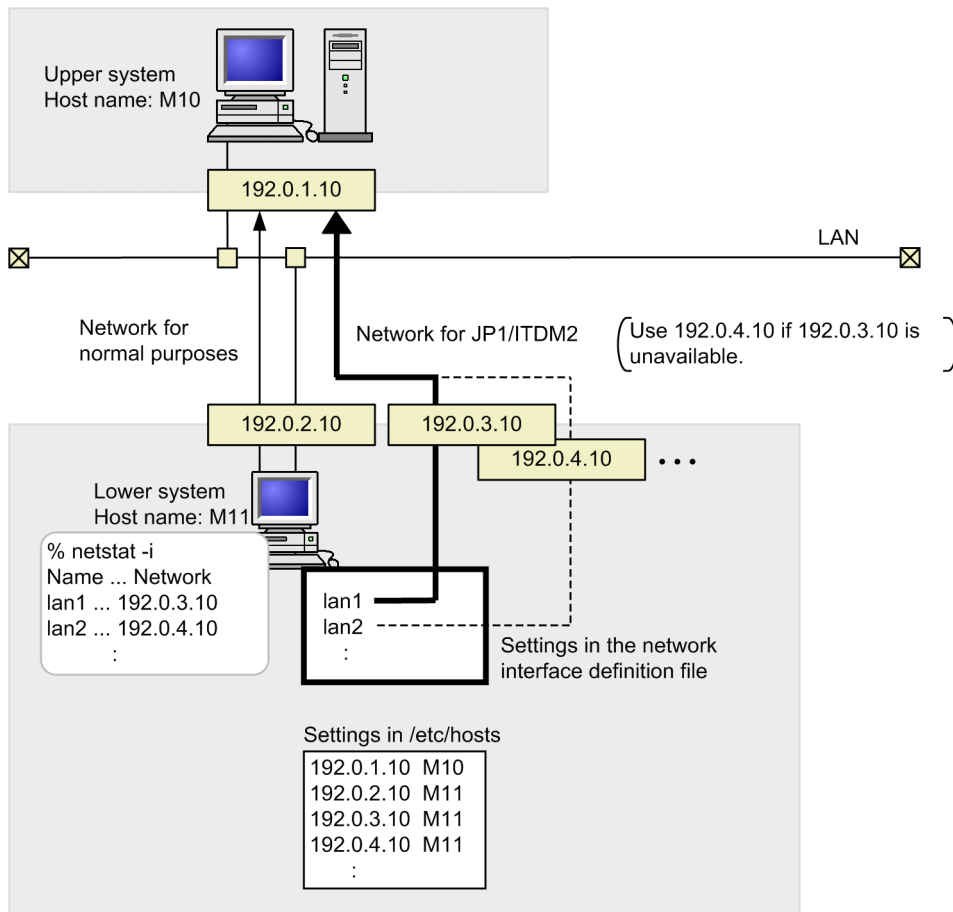 Upper system
Host name: M10
192.0.1.10
LAN
Network for
normal purposes
Network for JP1/ITDM2
Use 192.0.4.10 if 192.0.3.10 is
unavailable.
192.0.2.10
192.0.3.10
192.0.4.10
• • •
Lower system
Host name: M11
% netstat -i
Name ... Network
lan1 ... 192.0.3.10
lan2 ... 192.0.4.10
:
lan1
lan2
:
Settings in the network
interface definition file
Settings in /etc/hosts
192.0.1.10 M10
192.0.2.10 M11
192.0.3.10 M11
192.0.4.10 M11
: